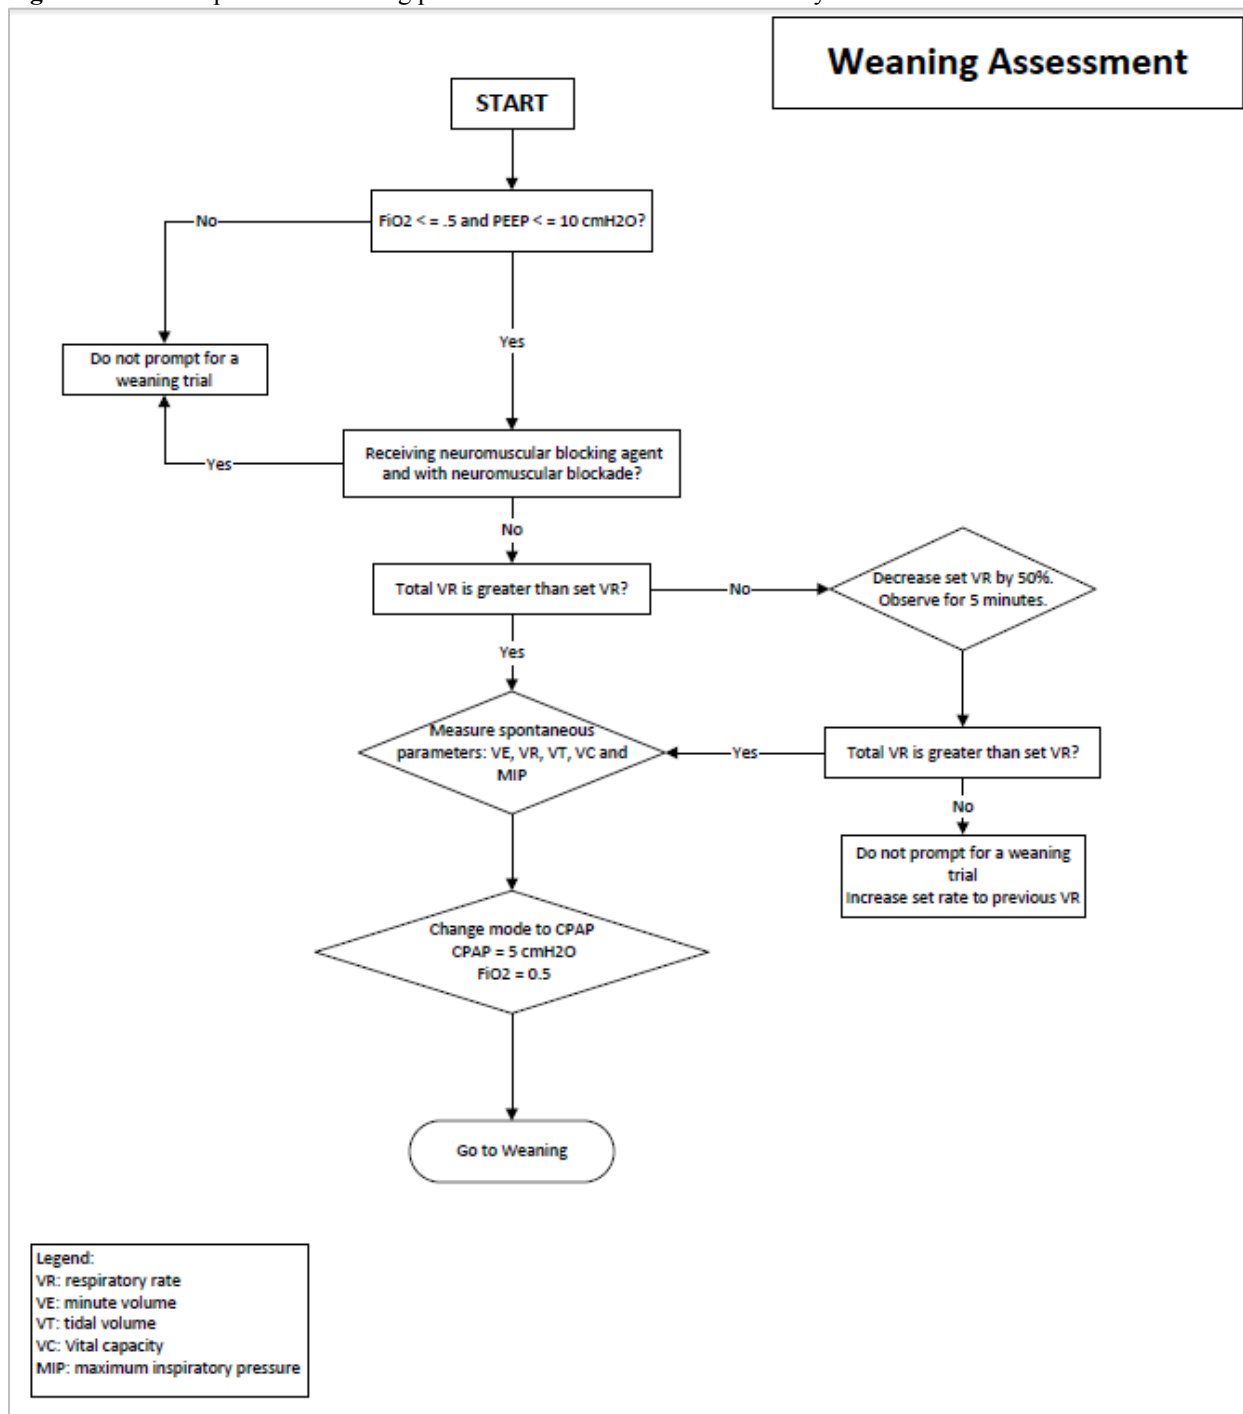 Weaning Assessment
START
FiO2 < = .5 and PEEP < = 10 cmH2O?
No
Yes
Do not prompt for a
weaning trial
Receiving neuromuscular blocking agent
and with neuromuscular blockade?
Yes
No
Total VR is greater than set VR?
No
Decrease set VR by 50%.
Observe for 5 minutes.
Yes
Measure spontaneous
parameters: VE, VR, VT, VC and
MIP
Yes
Total VR is greater than set VR?
No
Do not prompt for a weaning
trial
Increase set rate to previous VR
Change mode to CPAP
CPAP = 5 cmH2O
FiO2 = 0.5
Go to Weaning
Legend:
VR: respiratory rate
VE: minute volume
VT: tidal volume
VC: Vital capacity
MIP: maximum inspiratory pressure